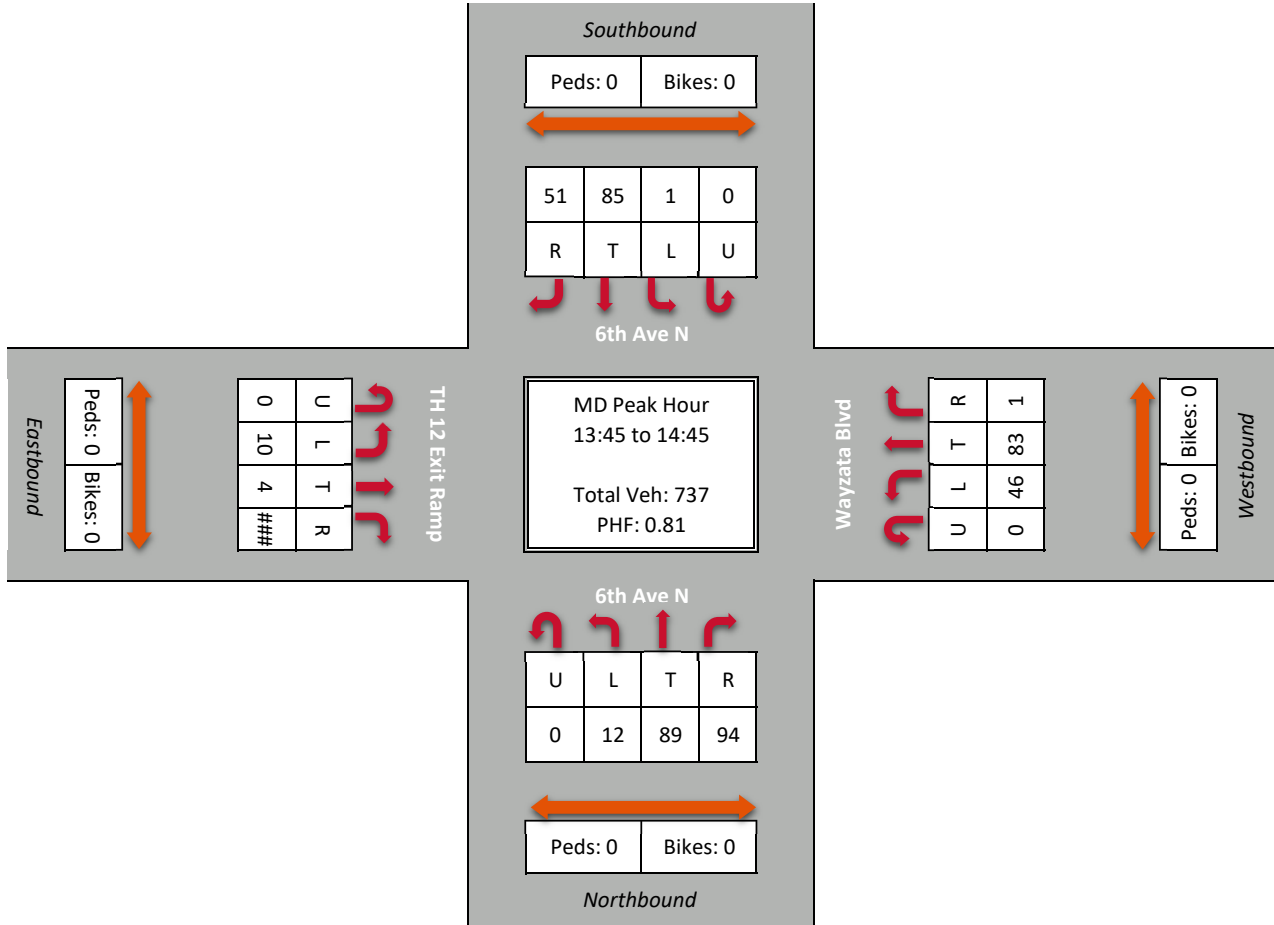 Southbound
Peds: 0 Bikes: 0
51 85 1 0
R T L U
6th Ave N
Eastbound
Peds: 0 Bikes: 0
0 10 4 ###
U L T R
TH 12 Exit Ramp
MD Peak Hour
13:45 to 14:45
Total Veh: 737
PHF: 0.81
Wayzata Blvd
U L T R
0 46 83 1
Peds: 0 Bikes: 0
Westbound
6th Ave N
U L T R
0 12 89 94
Peds: 0 Bikes: 0
Northbound